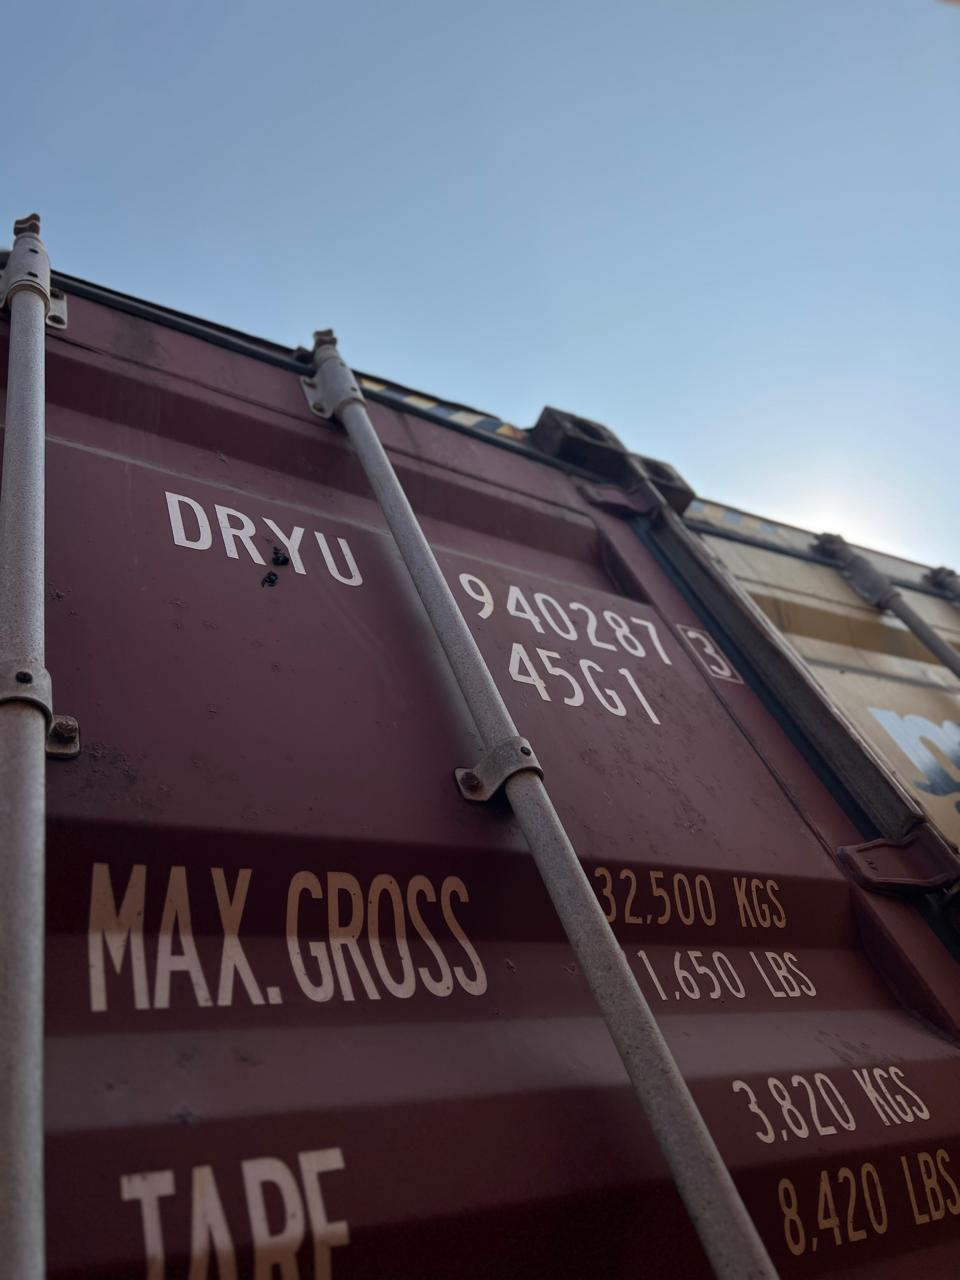 DRYU 940287 3
45G1
MAX.GROSS 32,500 KGS
1,650 LBS
TARE 3,820 KGS
8,420 LBS